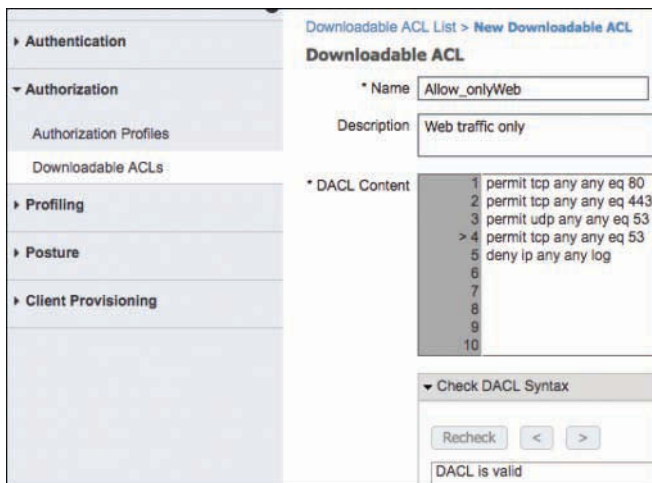 Authentication
Authorization
Authorization Profiles
Downloadable ACLs
Profiling
Posture
Client Provisioning
Downloadable ACL List > New Downloadable ACL
Downloadable ACL
* Name Allow_onlyWeb
Description Web traffic only
* DACL Content
1 permit tcp any any eq 80
2 permit tcp any any eq 443
3 permit udp any any eq 53
> 4 permit tcp any any eq 53
5 deny ip any any log
6
7
8
9
10
Check DACL Syntax
Recheck < >
DACL is valid